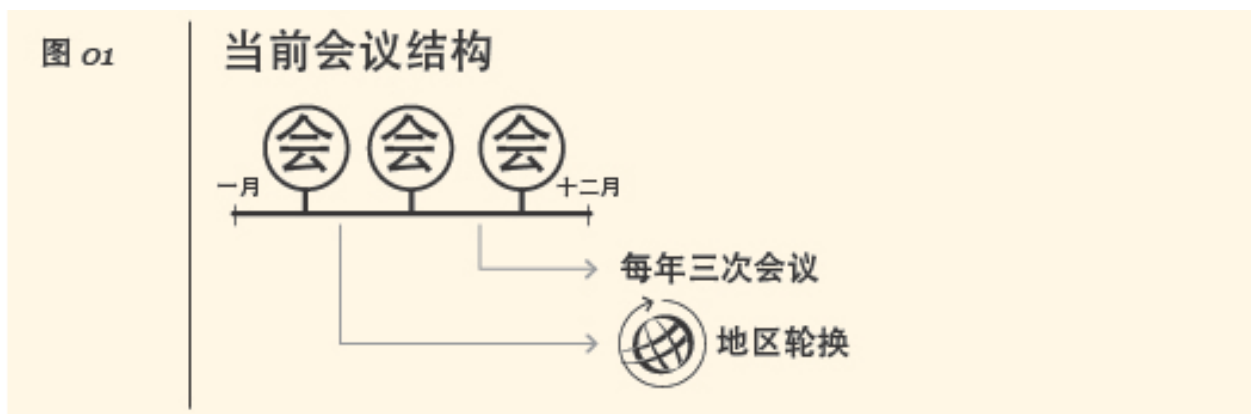 图 01
当前会议结构
会 会 会
一月 十二月
每年三次会议
地区轮换